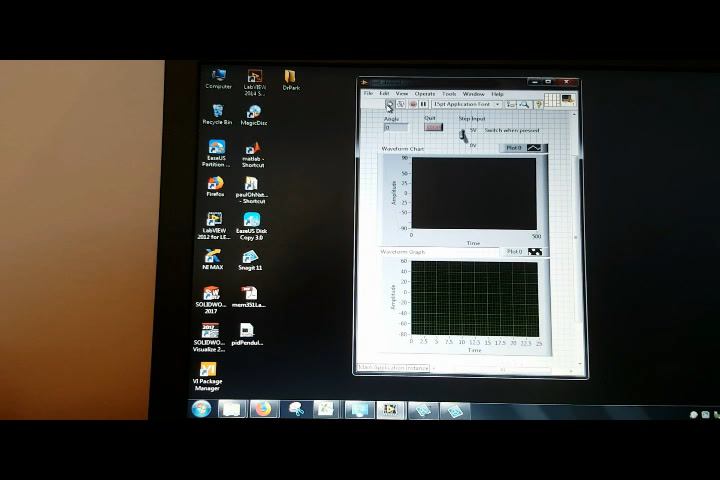 Computer
LabVIEW
2014 S...
DrPark
Recycle Bin
MagicDisc
EaseUS
Partition ...
matlab -
Shortcut
Firefox
- Shortcut
LabVIEW
2012 for LE...
EaseUS Disk
Copy 3.0
NI MAX
Snagit 11
SOLIDWO...
2017
SOLIDWO...
Visualize 2...
pidPendul...
VI Package
Manager
File Edit View Operate Tools Window Help
15pt Application Font
Angle
0
Quit
Step Input
5V
Switch when pressed
0V
Waveform Chart
Plot 0
90
50
0
-50
-90
Amplitude
0
500
Time
Waveform Graph
Plot 0
60
40
20
0
-20
-40
-60
-80
Amplitude
0 2.5 5 7.5 10 12.5 15 17.5 20 22.5 25
Time